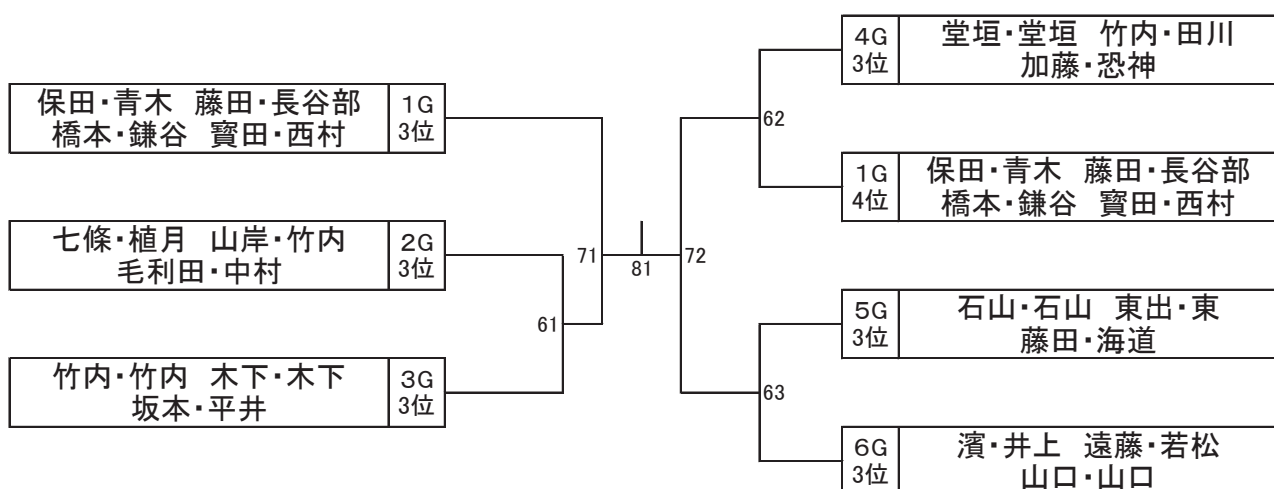 保田・青木　藤田・長谷部
橋本・鎌谷　寳田・西村
1G
3位
七條・植月　山岸・竹内
毛利田・中村
2G
3位
竹内・竹内　木下・木下
坂本・平井
3G
3位
61
71
81
72
62
63
4G
3位
堂垣・堂垣　竹内・田川
加藤・恐神
1G
4位
保田・青木　藤田・長谷部
橋本・鎌谷　寳田・西村
5G
3位
石山・石山　東出・東
藤田・海道
6G
3位
濱・井上　遠藤・若松
山口・山口